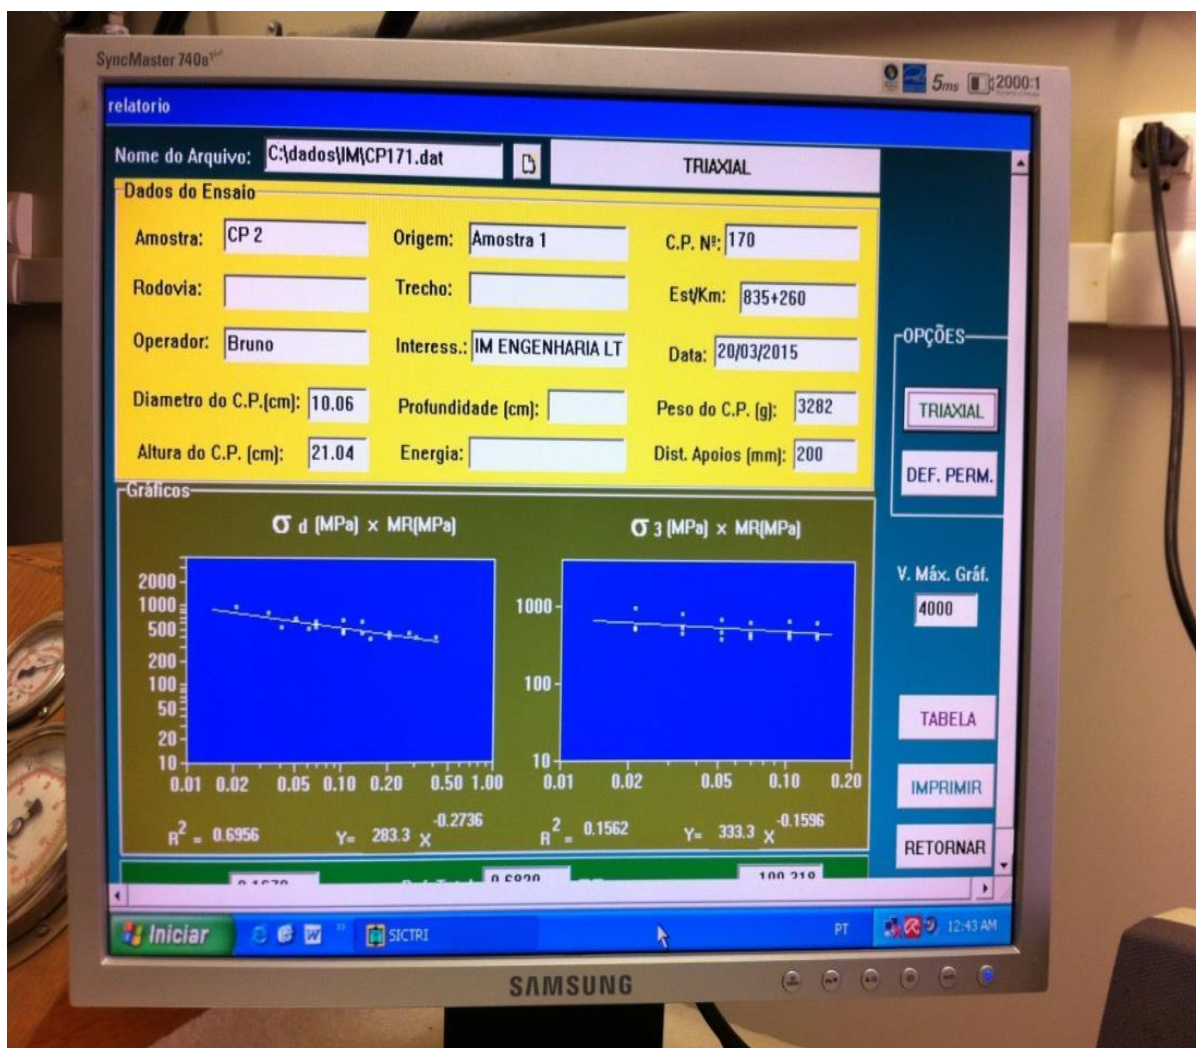 SyncMaster 740B
5ms 2000:1
relatorio
Nome do Arquivo: C:\dados\IM\CP171.dat TRIAXIAL
Dados do Ensaio
Amostra: CP 2 Origem: Amostra 1 C.P. Nº: 170
Rodovia: Trecho: Est/Km: 835+260
Operador: Bruno Interess.: IM ENGENHARIA LT Data: 20/03/2015
Diametro do C.P.(cm): 10.06 Profundidade (cm): Peso do C.P. (g): 3282
Altura do C.P. (cm): 21.04 Energia: Dist. Apoios (mm): 200
OPÇÕES
TRIAXIAL
DEF. PERM.
V. Máx. Gráf.
4000
TABELA
IMPRIMIR
RETORNAR
Gráficos
σ d (MPa) × MR(MPa) σ 3 (MPa) × MR(MPa)
2000
1000
500
200
100
50
20
10
0.01 0.02 0.05 0.10 0.20 0.50 1.00
1000
100
10
0.01 0.02 0.05 0.10 0.20
R² = 0.6956 Y= 283.3 X -0.2736 R² = 0.1562 Y= 333.3 X -0.1596
Iniciar SICTRI PT 12:43 AM
SAMSUNG